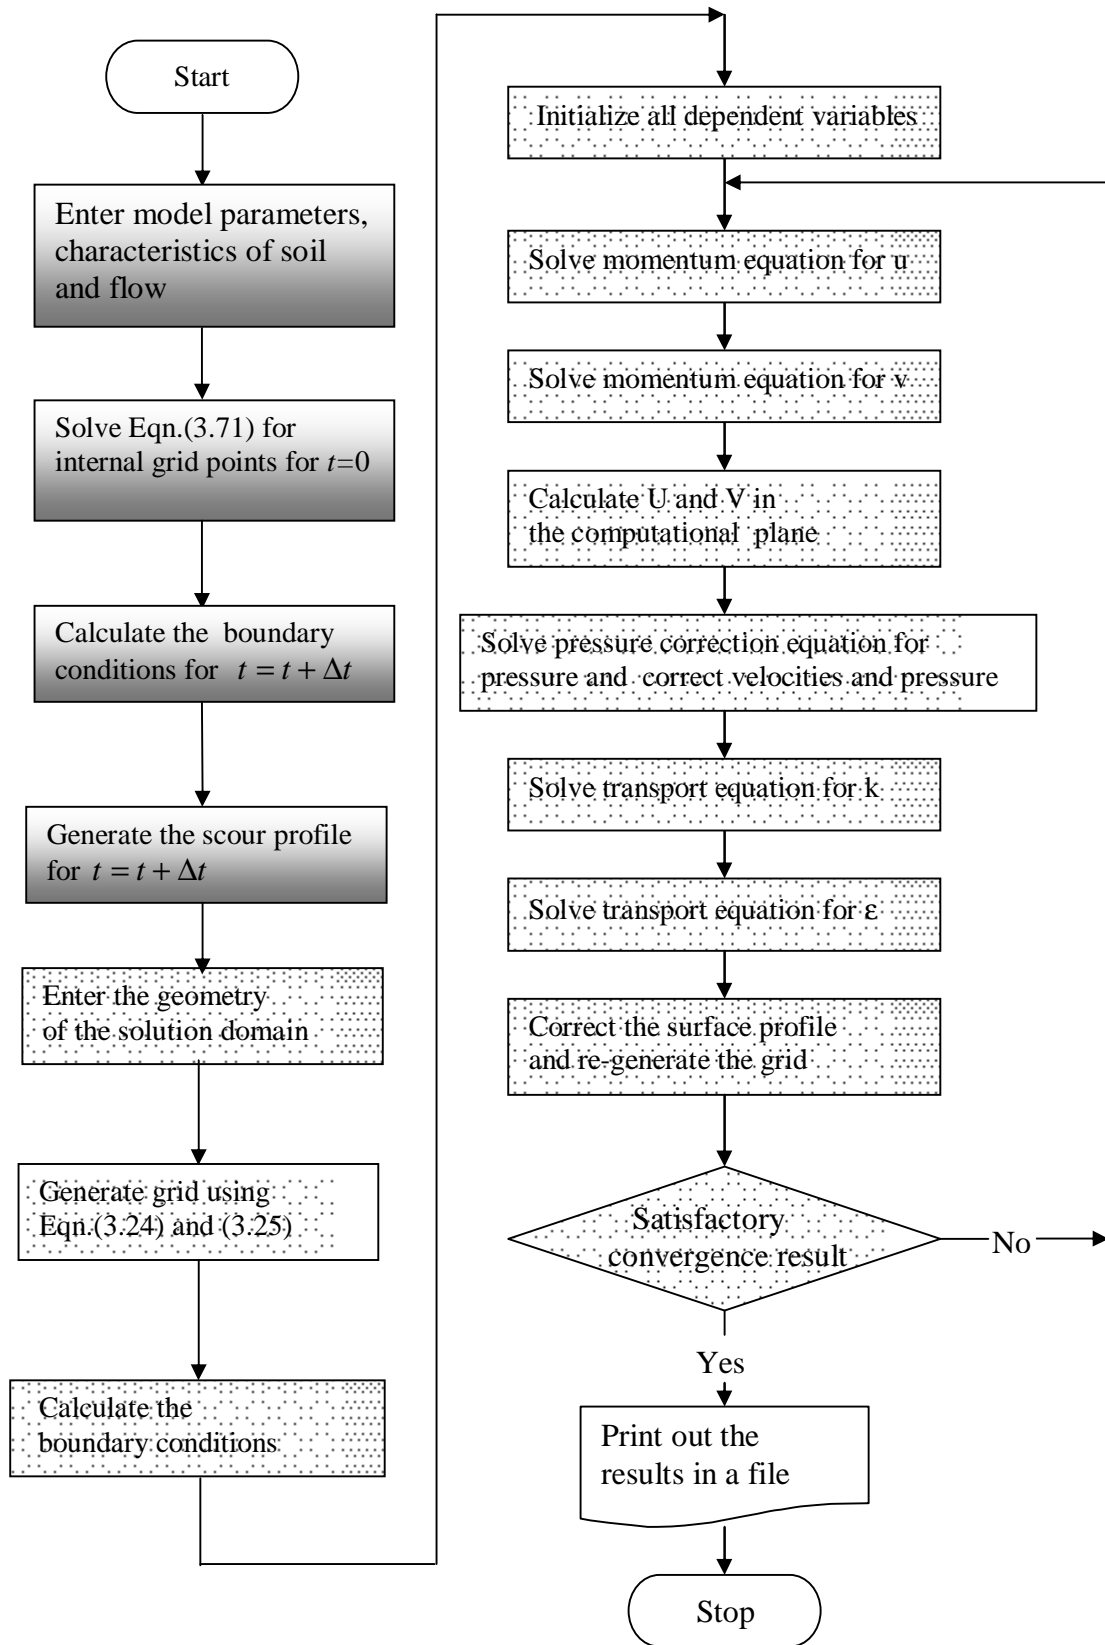 Start
Enter model parameters,
characteristics of soil
and flow
Solve Eqn.(3.71) for
internal grid points for t=0
Calculate the boundary
conditions for t = t + Δt
Generate the scour profile
for t = t + Δt
Enter the geometry
of the solution domain
Generate grid using
Eqn.(3.24) and (3.25)
Calculate the
boundary conditions
Initialize all dependent variables
Solve momentum equation for u
Solve momentum equation for v
Calculate U and V in
the computational plane
Solve pressure correction equation for
pressure and correct velocities and pressure
Solve transport equation for k
Solve transport equation for ε
Correct the surface profile
and re-generate the grid
Satisfactory
convergence result
No
Yes
Print out the
results in a file
Stop